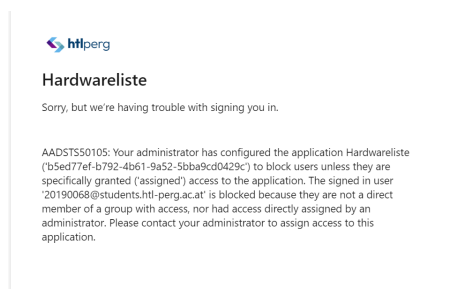 htlperg
Hardwareliste
Sorry, but we're having trouble with signing you in.
AADSTS50105: Your administrator has configured the application Hardwareliste
('b5ed77ef-b792-4b61-9a52-5bba9cd0429c') to block users unless they are
specifically granted ('assigned') access to the application. The signed in user
'20190068@students.htl-perg.ac.at' is blocked because they are not a direct
member of a group with access, nor had access directly assigned by an
administrator. Please contact your administrator to assign access to this
application.